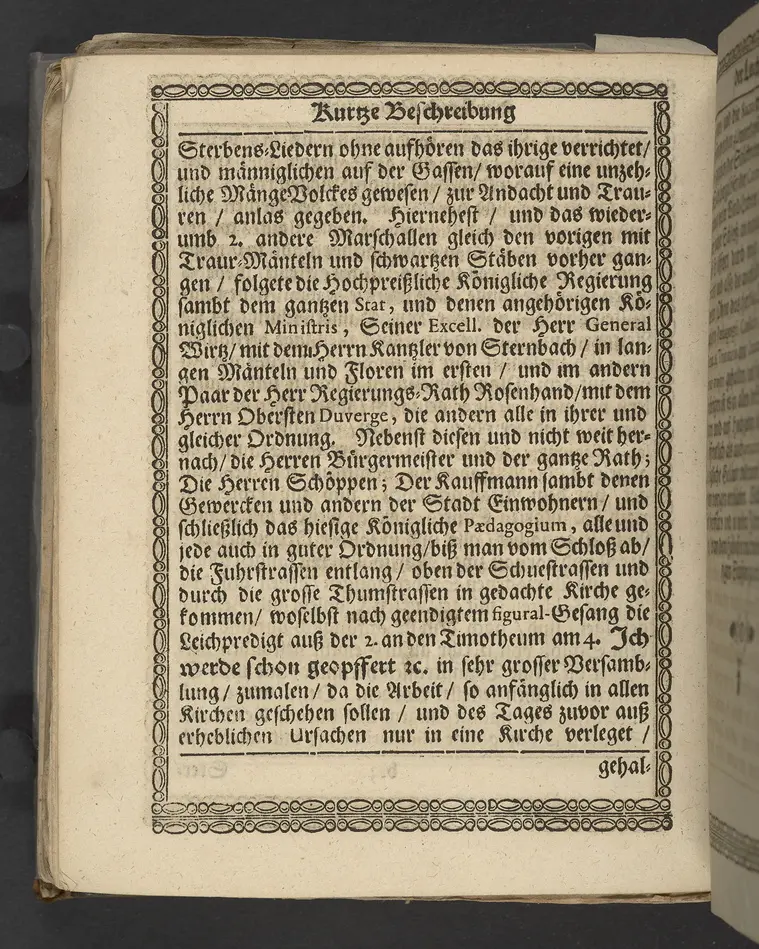 Kurtze Beschreibung
Sterbens-Liedern ohne aufhören das ihrige verrichtet/
und männiglichen auf der Gassen/ worauf eine unzeh-
liche MängeVolckes gewesen / zur Andacht und Trau-
ren / anlas gegeben. Hiernehest / und das wieder-
umb 2. andere Marschallen gleich den vorigen mit
Traur-Mänteln und schwartzen Stäben vorher gan-
gen / folgete die Hochpreißliche Königliche Regierung
sambt dem gantzen Stat, und denen angehörigen Kö-
niglichen Ministris, Seiner Excell. der Herr General
Wirtz/ mit dem Herrn Kantzler von Sternbach / in lan-
gen Mänteln und Floren im ersten / und im andern
Paar der Herr Regierungs-Rath Rosenhand/mit dem
Herrn Obersten Duverge, die andern alle in ihrer und
gleicher Ordnung. Nebenst diesen und nicht weit her-
nach/ die Herren Bürgermeister und der gantze Rath;
Die Herren Schöppen; Der Kauffmann sambt denen
Gewercken und andern der Stadt Einwohnern / und
schließlich das hiesige Königliche Pædagogium, alle und
jede auch in guter Ordnung/biß man vom Schloß ab/
die Fuhrstrassen entlang / oben der Schuestrassen und
durch die grosse Thumstrassen in gedachte Kirche ge-
kommen/ woselbst nach geendigtem figural-Gesang die
Leichpredigt auß der 2. an den Timotheum am 4. Ich
werde schon geopffert ꝛc. in sehr grosser Versamb-
lung / zumalen / da die Arbeit / so anfänglich in allen
Kirchen geschehen sollen / und des Tages zuvor auß
erheblichen Ursachen nur in eine Kirche verleget /
gehal-